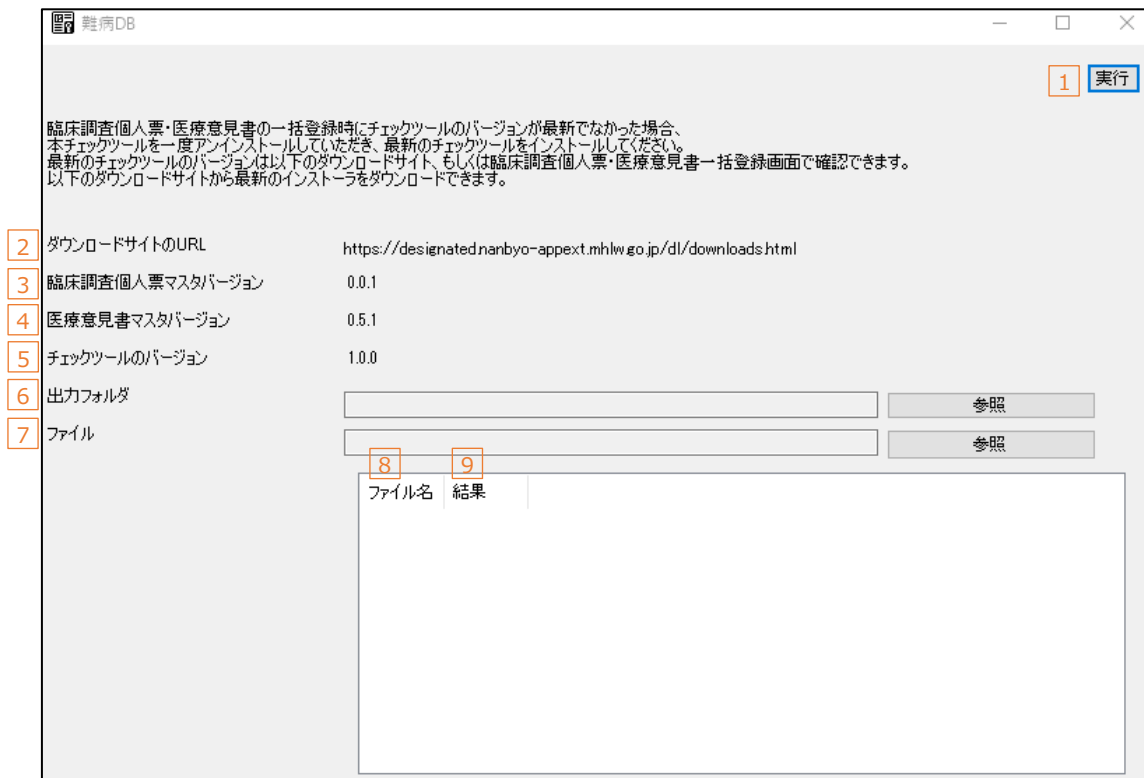 難病DB
1 実行
臨床調査個人票・医療意見書の一括登録時にチェックツールのバージョンが最新でなかった場合、
本チェックツールを一度アンインストールしていただき、最新のチェックツールをインストールしてください。
最新のチェックツールのバージョンは以下のダウンロードサイト、もしくは臨床調査個人票・医療意見書一括登録画面で確認できます。
以下のダウンロードサイトから最新のインストーラをダウンロードできます。
2 ダウンロードサイトのURL https://designated.nanbyo-appext.mhlw.go.jp/dl/downloads.html
3 臨床調査個人票マスタバージョン 0.0.1
4 医療意見書マスタバージョン 0.5.1
5 チェックツールのバージョン 1.0.0
6 出力フォルダ 参照
7 ファイル 参照
8 9
ファイル名 結果